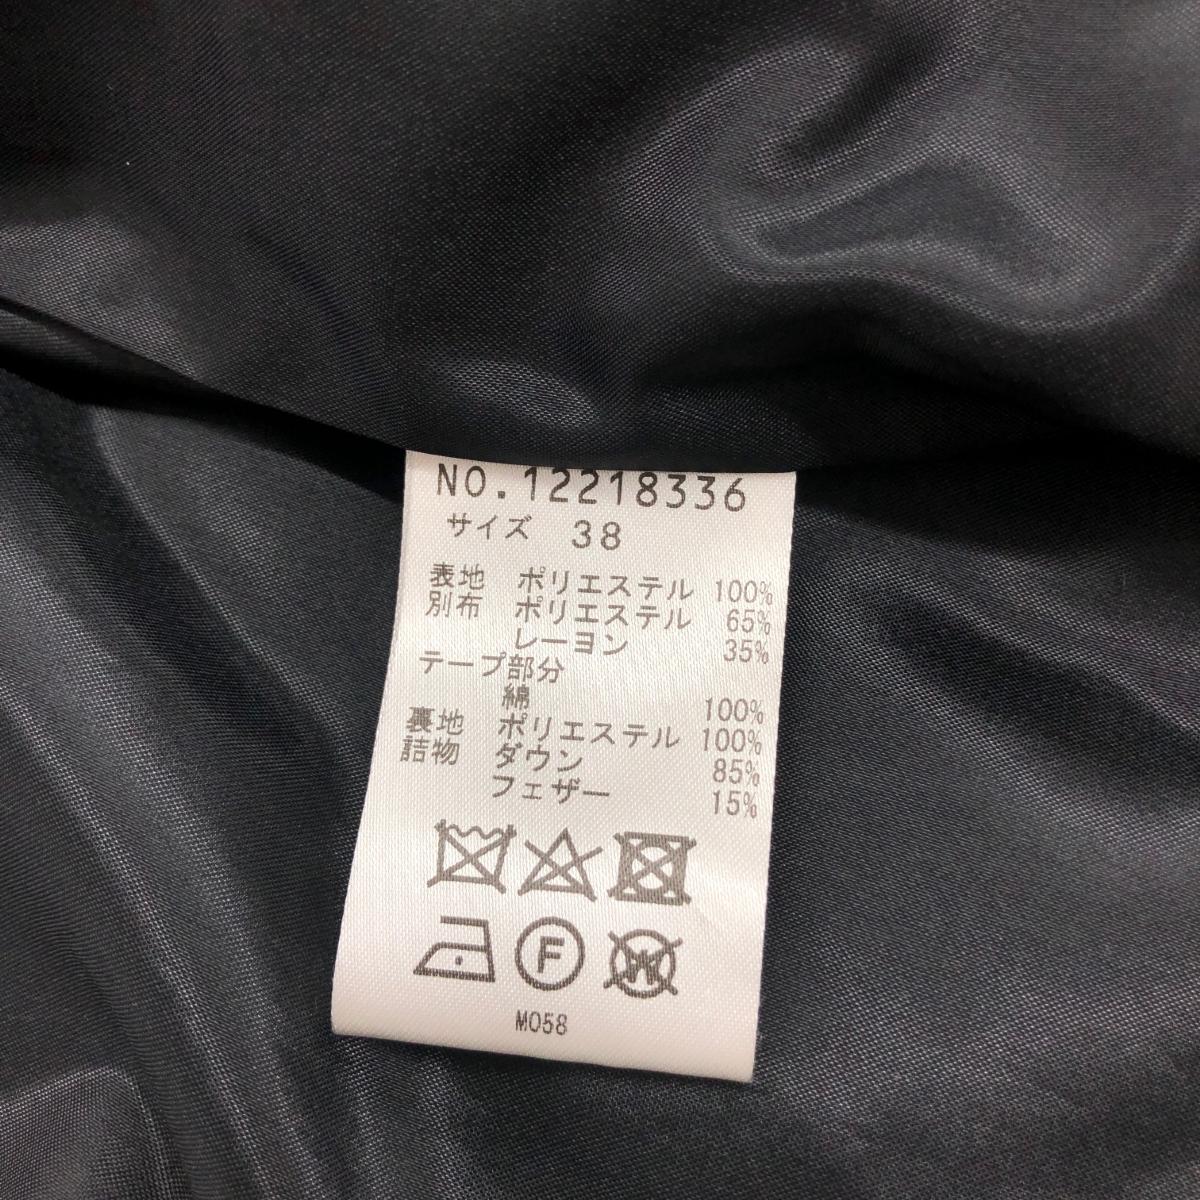 NO.12218336
サイズ 38
表地 ポリエステル 100%
別布 ポリエステル 65%
レーヨン 35%
テープ部分
綿 100%
裏地 ポリエステル 100%
詰物 ダウン 85%
フェザー 15%
F W
M058